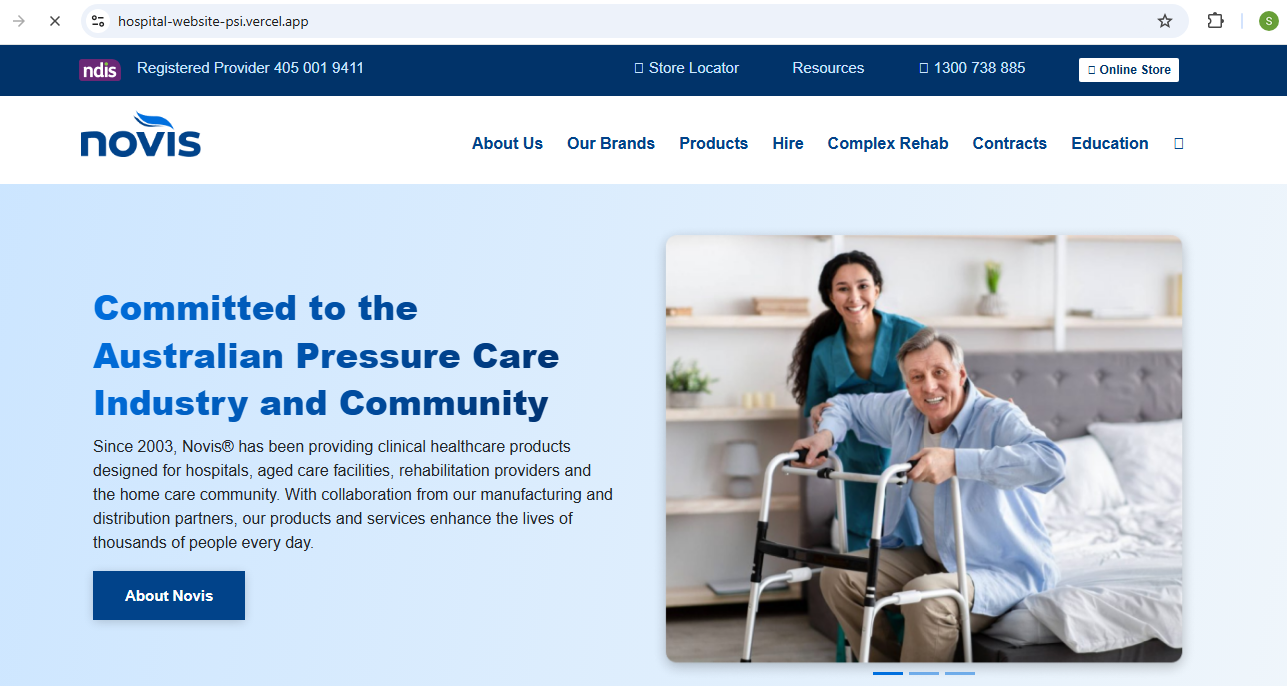 hospital-website-psi.vercel.app
S
ndis Registered Provider 405 001 9411 Store Locator Resources 1300 738 885 Online Store
novis
About Us Our Brands Products Hire Complex Rehab Contracts Education
Committed to the
Australian Pressure Care
Industry and Community
Since 2003, Novis® has been providing clinical healthcare products
designed for hospitals, aged care facilities, rehabilitation providers and
the home care community. With collaboration from our manufacturing and
distribution partners, our products and services enhance the lives of
thousands of people every day.
About Novis